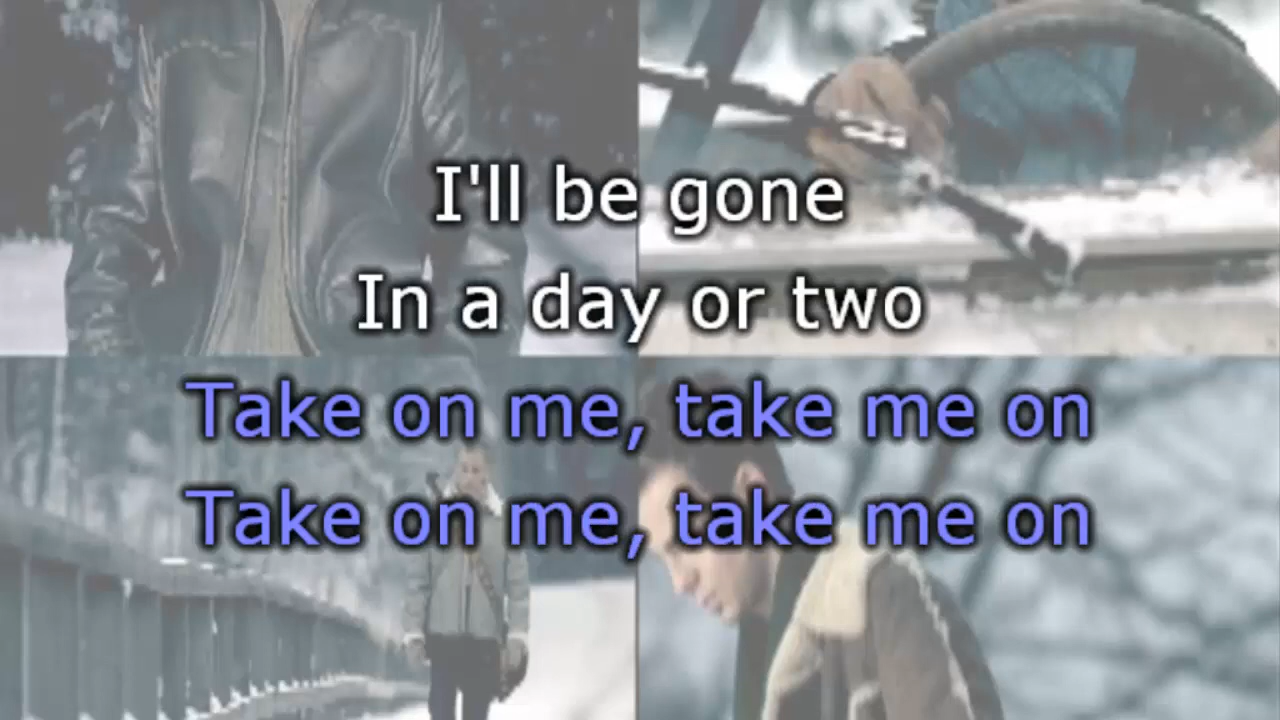 I'll be gone
In a day or two
Take on me, take me on
Take on me, take me on